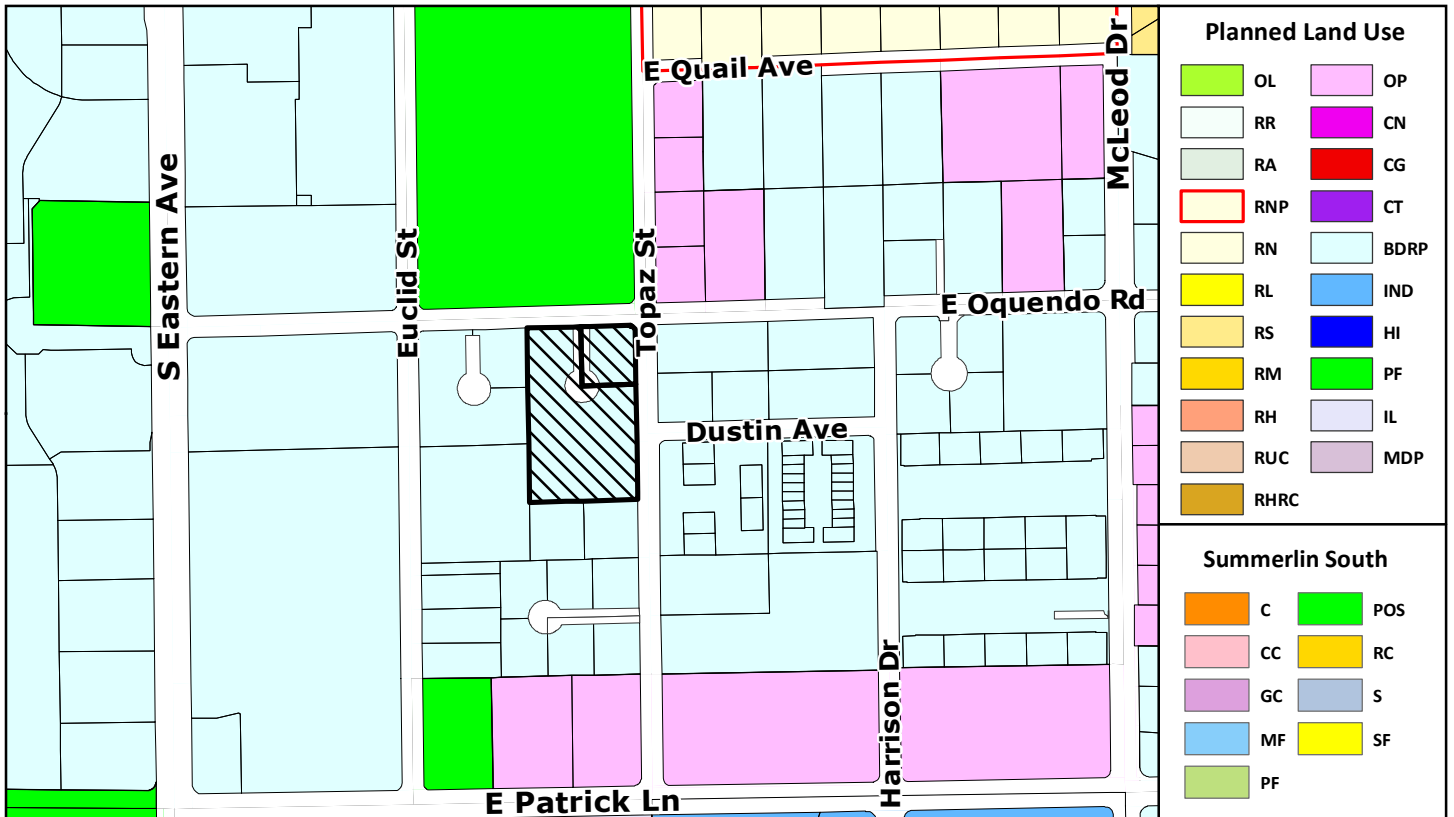 E Quail Ave
McLeod Dr
S Eastern Ave
Euclid St
Topaz St
E Oquendo Rd
Dustin Ave
Harrison Dr
E Patrick Ln
Planned Land Use
OL OP
RR CN
RA CG
RNP CT
RN BDRP
RL IND
RS HI
RM PF
RH IL
RUC MDP
RHRC
Summerlin South
C POS
CC RC
GC S
MF SF
PF